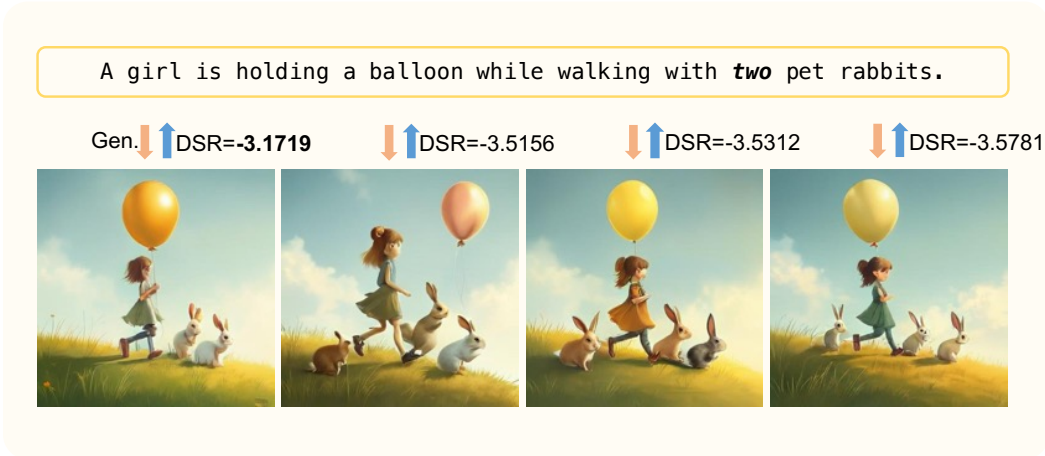 A girl is holding a balloon while walking with two pet rabbits.
Gen. DSR=-3.1719 DSR=-3.5156 DSR=-3.5312 DSR=-3.5781